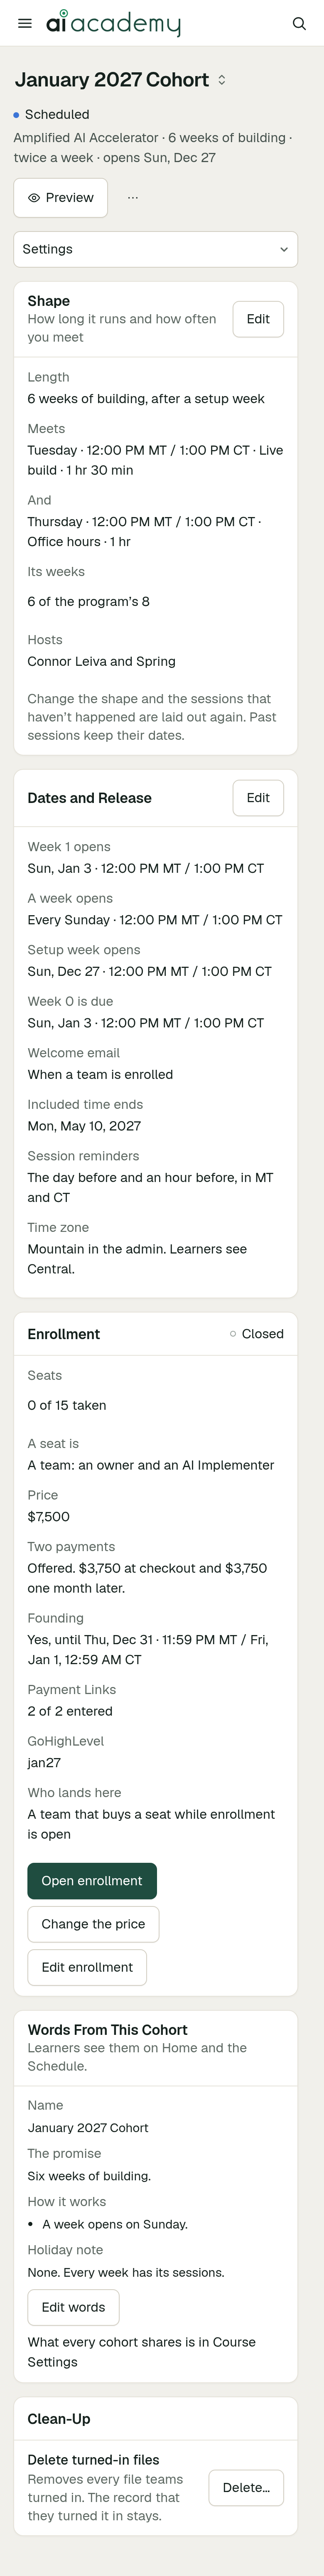 ai academy
January 2027 Cohort
Scheduled
Amplified AI Accelerator · 6 weeks of building ·
twice a week · opens Sun, Dec 27
Preview
...
Settings
Shape
How long it runs and how often
you meet
Edit
Length
6 weeks of building, after a setup week
Meets
Tuesday · 12:00 PM MT / 1:00 PM CT · Live
build · 1 hr 30 min
And
Thursday · 12:00 PM MT / 1:00 PM CT ·
Office hours · 1 hr
Its weeks
6 of the program's 8
Hosts
Connor Leiva and Spring
Change the shape and the sessions that
haven't happened are laid out again. Past
sessions keep their dates.
Dates and Release
Edit
Week 1 opens
Sun, Jan 3 · 12:00 PM MT / 1:00 PM CT
A week opens
Every Sunday · 12:00 PM MT / 1:00 PM CT
Setup week opens
Sun, Dec 27 · 12:00 PM MT / 1:00 PM CT
Week 0 is due
Sun, Jan 3 · 12:00 PM MT / 1:00 PM CT
Welcome email
When a team is enrolled
Included time ends
Mon, May 10, 2027
Session reminders
The day before and an hour before, in MT
and CT
Time zone
Mountain in the admin. Learners see
Central.
Enrollment
Closed
Seats
0 of 15 taken
A seat is
A team: an owner and an AI Implementer
Price
$7,500
Two payments
Offered. $3,750 at checkout and $3,750
one month later.
Founding
Yes, until Thu, Dec 31 · 11:59 PM MT / Fri,
Jan 1, 12:59 AM CT
Payment Links
2 of 2 entered
GoHighLevel
jan27
Who lands here
A team that buys a seat while enrollment
is open
Open enrollment
Change the price
Edit enrollment
Words From This Cohort
Learners see them on Home and the
Schedule.
Name
January 2027 Cohort
The promise
Six weeks of building.
How it works
• A week opens on Sunday.
Holiday note
None. Every week has its sessions.
Edit words
What every cohort shares is in Course
Settings
Clean-Up
Delete turned-in files
Removes every file teams
turned in. The record that
they turned it in stays.
Delete...